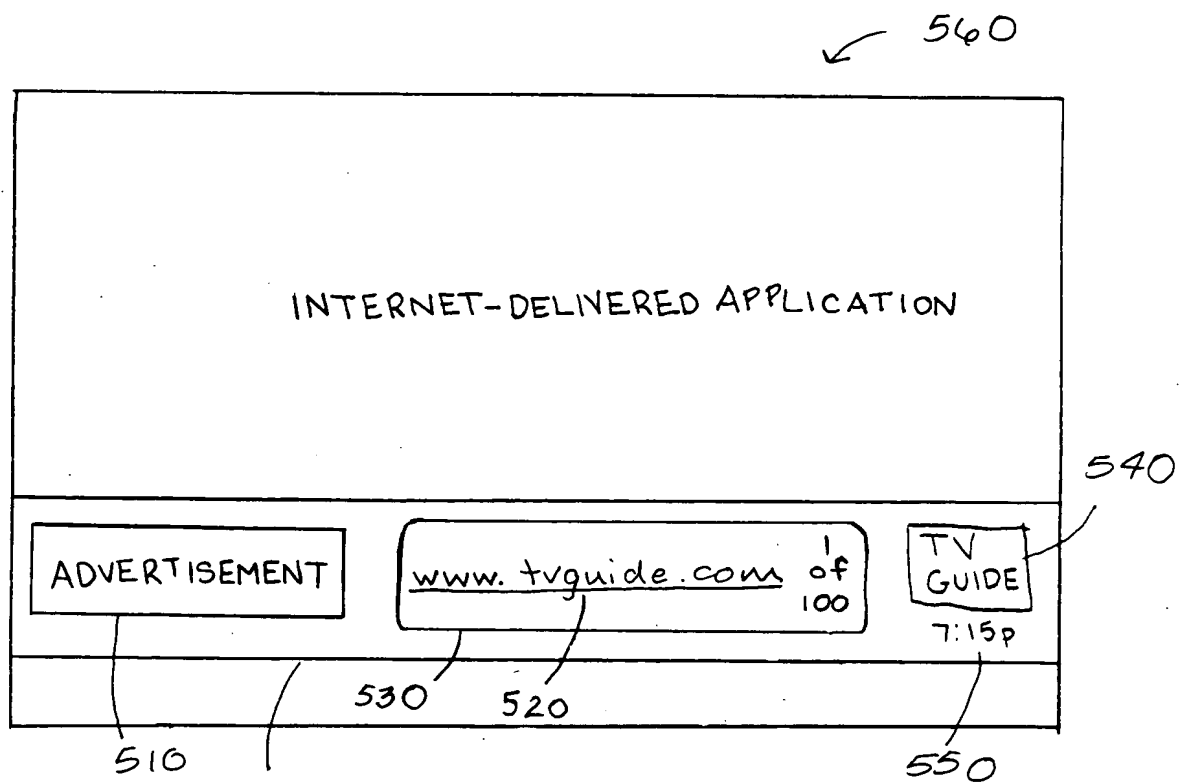 560
INTERNET-DELIVERED APPLICATION
540
ADVERTISEMENT
www.tvguide.com
1
of
100
TV
GUIDE
7:15p
530
520
510
550